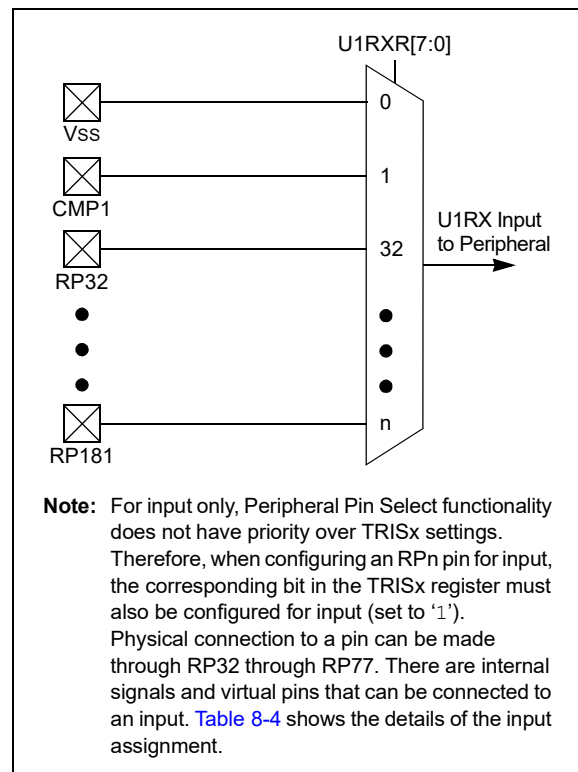 U1RXR[7:0]
Vss 0
CMP1 1
RP32 32
U1RX Input
to Peripheral
RP181 n
Note: For input only, Peripheral Pin Select functionality
does not have priority over TRISx settings.
Therefore, when configuring an RPn pin for input,
the corresponding bit in the TRISx register must
also be configured for input (set to ‘1’).
Physical connection to a pin can be made
through RP32 through RP77. There are internal
signals and virtual pins that can be connected to
an input. Table 8-4 shows the details of the input
assignment.